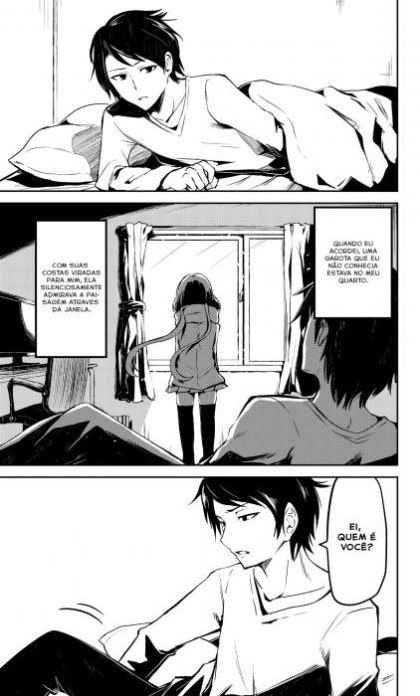 QUANDO EU
ACORDEI, UMA
GAROTA QUE EU
NÃO CONHECIA
ESTAVA NO MEU
QUARTO.
COM SUAS
COSTAS VIRADAS
PARA MIM, ELA
SILENCIOSAMENTE
ADMIRAVA A PAI-
SAGÉM ATRAVÉS
DA JANELA.
EI,
QUEM É
VOCÊ?